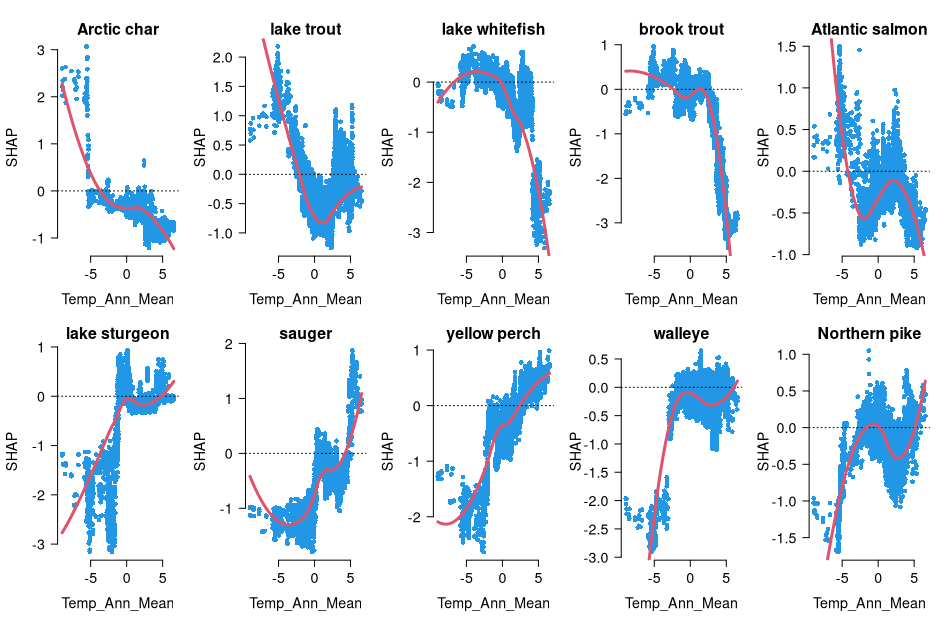 Arctic char
SHAP
3
2
1
0
-1
-5 0 5
Temp_Ann_Mean
lake trout
SHAP
2.0
1.5
1.0
0.5
0.0
-0.5
-1.0
-5 0 5
Temp_Ann_Mean
lake whitefish
SHAP
0
-1
-2
-3
-5 0 5
Temp_Ann_Mean
brook trout
SHAP
1
0
-1
-2
-3
-5 0 5
Temp_Ann_Mean
Atlantic salmon
SHAP
1.5
1.0
0.5
0.0
-0.5
-1.0
-5 0 5
Temp_Ann_Mean
lake sturgeon
SHAP
1
0
-1
-2
-3
-5 0 5
Temp_Ann_Mean
sauger
SHAP
2
1
0
-1
-5 0 5
Temp_Ann_Mean
yellow perch
SHAP
1
0
-1
-2
-5 0 5
Temp_Ann_Mean
walleye
SHAP
0.5
0.0
-0.5
-1.0
-1.5
-2.0
-2.5
-3.0
-5 0 5
Temp_Ann_Mean
Northern pike
SHAP
1.0
0.5
0.0
-0.5
-1.0
-1.5
-5 0 5
Temp_Ann_Mean